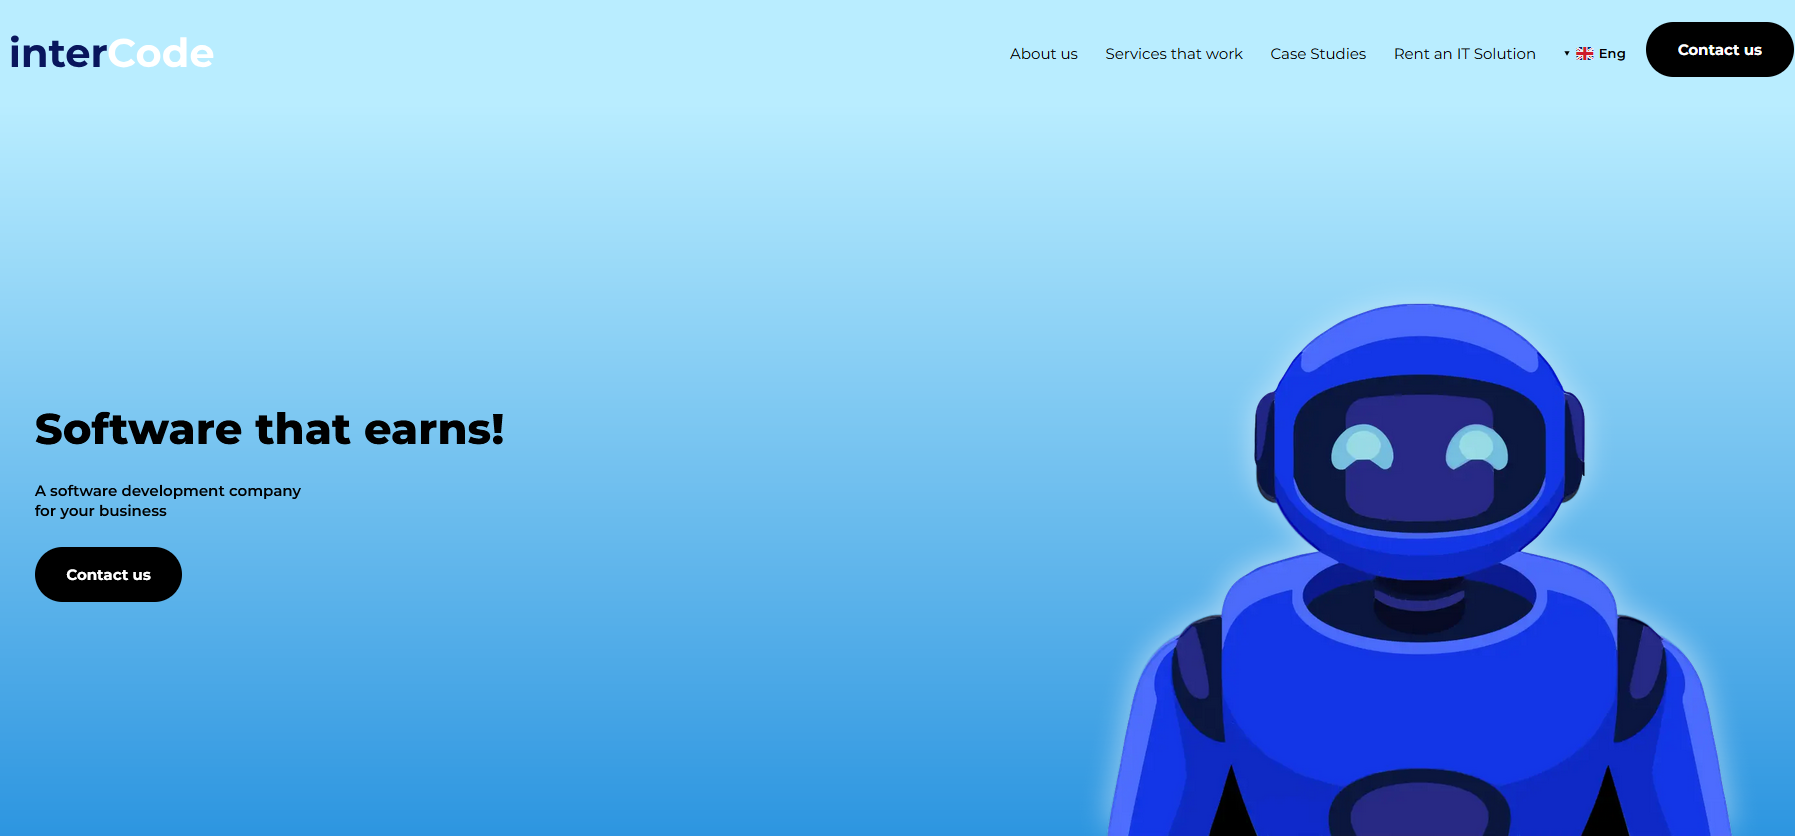 interCode
About us
Services that work
Case Studies
Rent an IT Solution
Eng
Contact us
Software that earns!
A software development company
for your business
Contact us